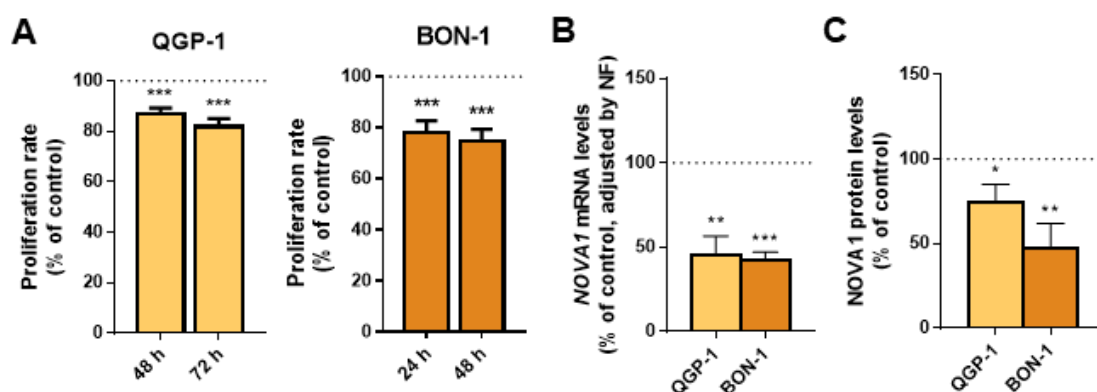 A
QGP-1
Proliferation rate
(% of control)
100
80
60
40
20
0
***
***
48 h
72 h
BON-1
Proliferation rate
(% of control)
100
80
60
40
20
0
***
***
24 h
48 h
B
NOVA1 mRNA levels
(% of control, adjusted by NF)
150
100
50
0
**
***
QGP-1
BON-1
C
NOVA1 protein levels
(% of control)
150
100
50
0
*
**
QGP-1
BON-1